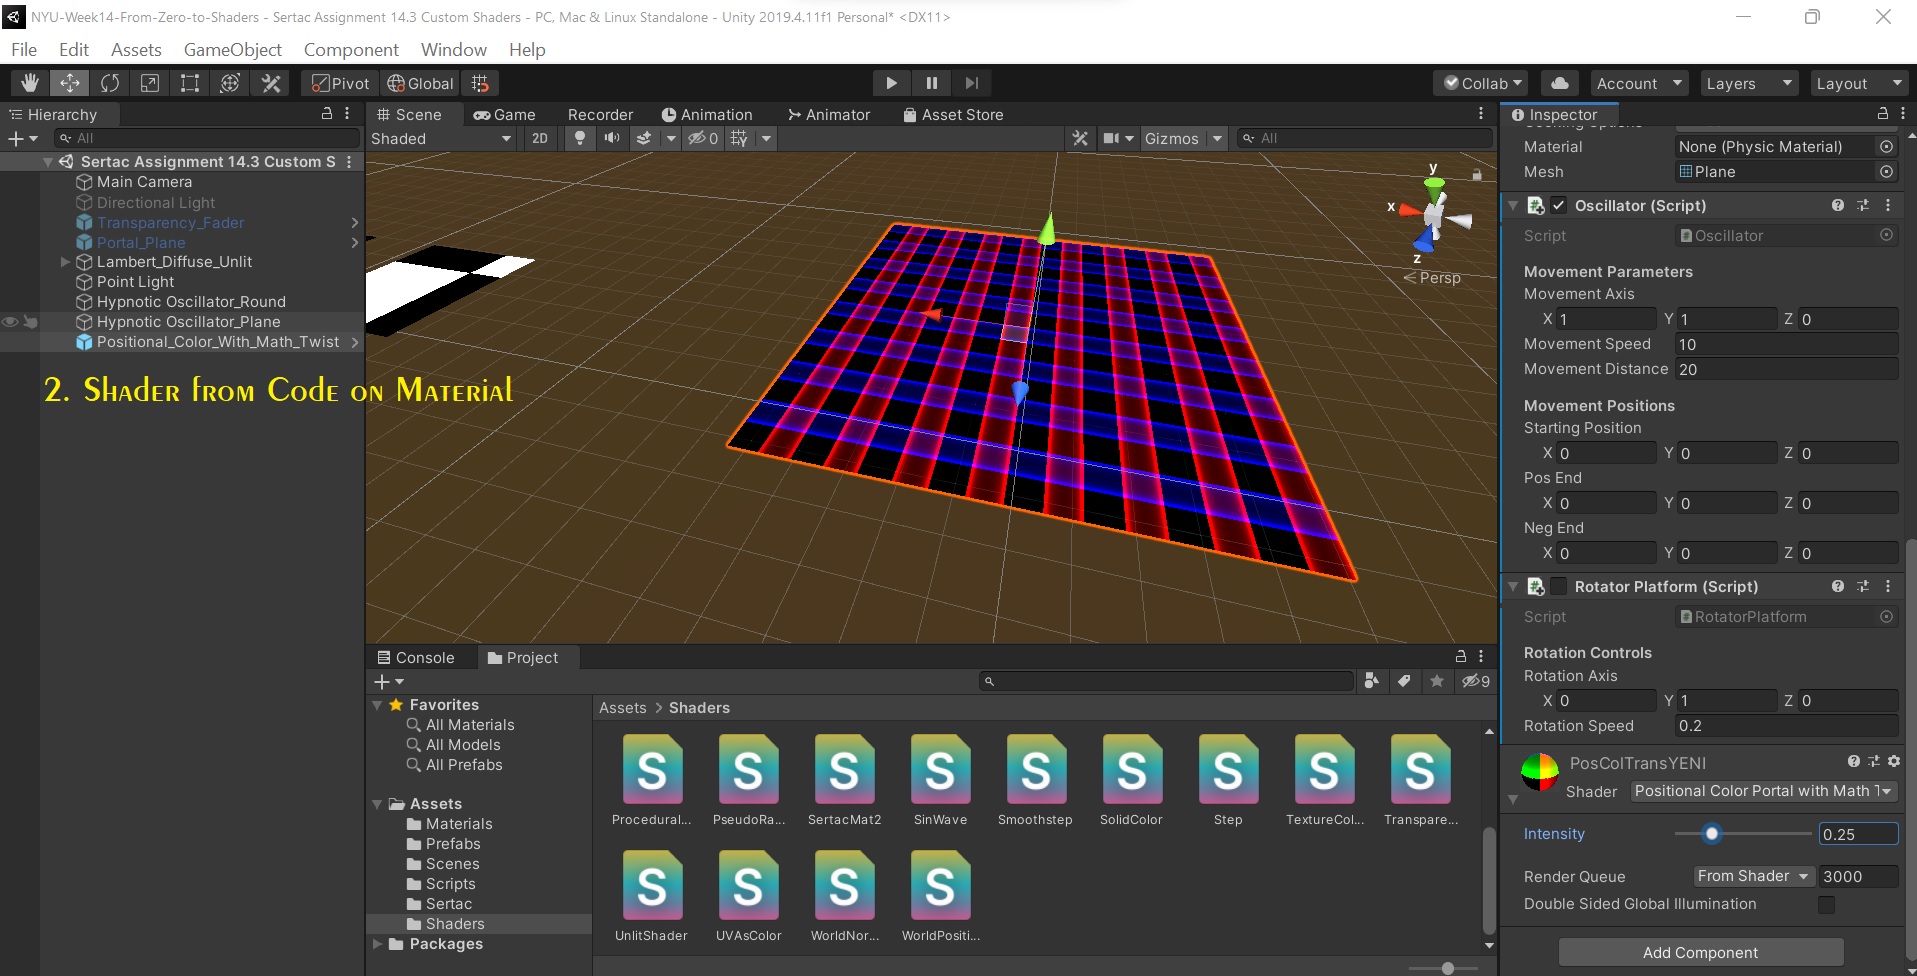 NYU-Week14-From-Zero-to-Shaders - Sertac Assignment 14.3 Custom Shaders - PC, Mac & Linux Standalone - Unity 2019.4.11f1 Personal* <DX11>
File Edit Assets GameObject Component Window Help
Pivot Global Collab Account Layers Layout
Hierarchy
All
Sertac Assignment 14.3 Custom S
Main Camera
Directional Light
Transparency_Fader
Portal_Plane
Lambert_Diffuse_Unlit
Point Light
Hypnotic Oscillator_Round
Hypnotic Oscillator_Plane
Positional_Color_With_Math_Twist
2. Shader from Code on Material
Scene Game Recorder Animation Animator Asset Store
Shaded 2D 0 Gizmos All
y
x
z
Persp
Console Project
9
Favorites
All Materials
All Models
All Prefabs
Assets
Materials
Prefabs
Scenes
Scripts
Sertac
Shaders
Packages
Assets > Shaders
Procedural... PseudoRa... SertacMat2 SinWave Smoothstep SolidColor Step TextureCol... Transpare...
UnlitShader UVAsColor WorldNor... WorldPositi...
Inspector
Material None (Physic Material)
Mesh Plane
Oscillator (Script)
Script Oscillator
Movement Parameters
Movement Axis
X 1 Y 1 Z 0
Movement Speed 10
Movement Distance 20
Movement Positions
Starting Position
X 0 Y 0 Z 0
Pos End
X 0 Y 0 Z 0
Neg End
X 0 Y 0 Z 0
Rotator Platform (Script)
Script RotatorPlatform
Rotation Controls
Rotation Axis
X 0 Y 1 Z 0
Rotation Speed 0.2
PosColTransYENI
Shader Positional Color Portal with Math
Intensity 0.25
Render Queue From Shader 3000
Double Sided Global Illumination
Add Component